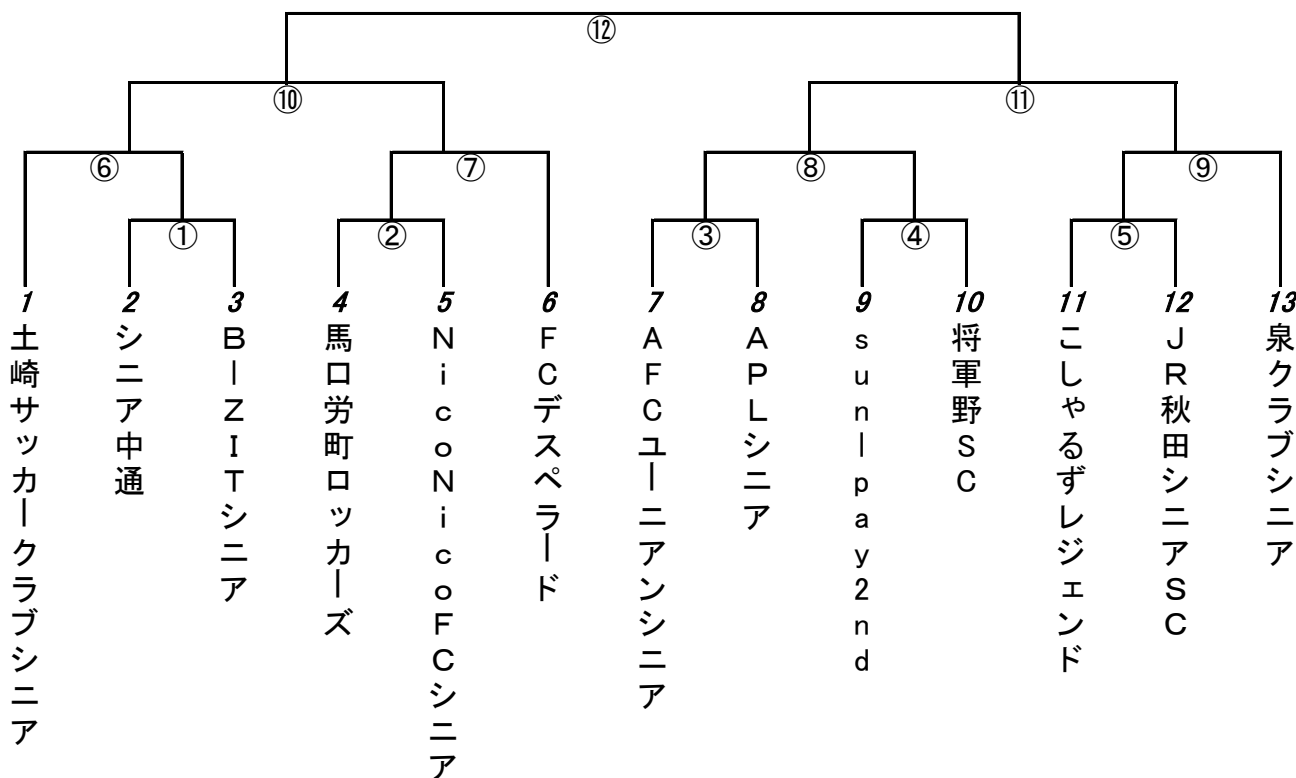 ⑫
⑩
⑪
⑥
⑦
⑧
⑨
①
②
③
④
⑤
1
土崎サッカークラブシニア
2
シニア中通
3
B-ZITシニア
4
馬口労町ロッカーズ
5
NicoNicoFCシニア
6
FCデスペラード
7
AFCユーニアンシニア
8
APLシニア
9
sun-pay2nd
10
将軍野SC
11
こしゃるずレジェンド
12
JR秋田シニアSC
13
泉クラブシニア